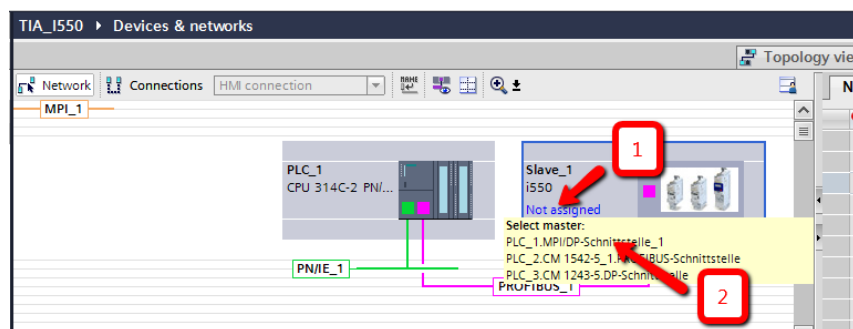 TIA_I550 ▸ Devices & networks
Topology vie
Network
Connections
HMI connection
NAME
N
MPI_1
PLC_1
CPU 314C-2 PN/...
Slave_1
i550
Not assigned
1
Select master:
PLC_1.MPI/DP-Schnittstelle_1
PLC_2.CM 1542-5_1.PROFIBUS-Schnittstelle
PLC_3.CM 1243-5.DP-Schnittstelle
2
PN/IE_1
PROFIBUS_1